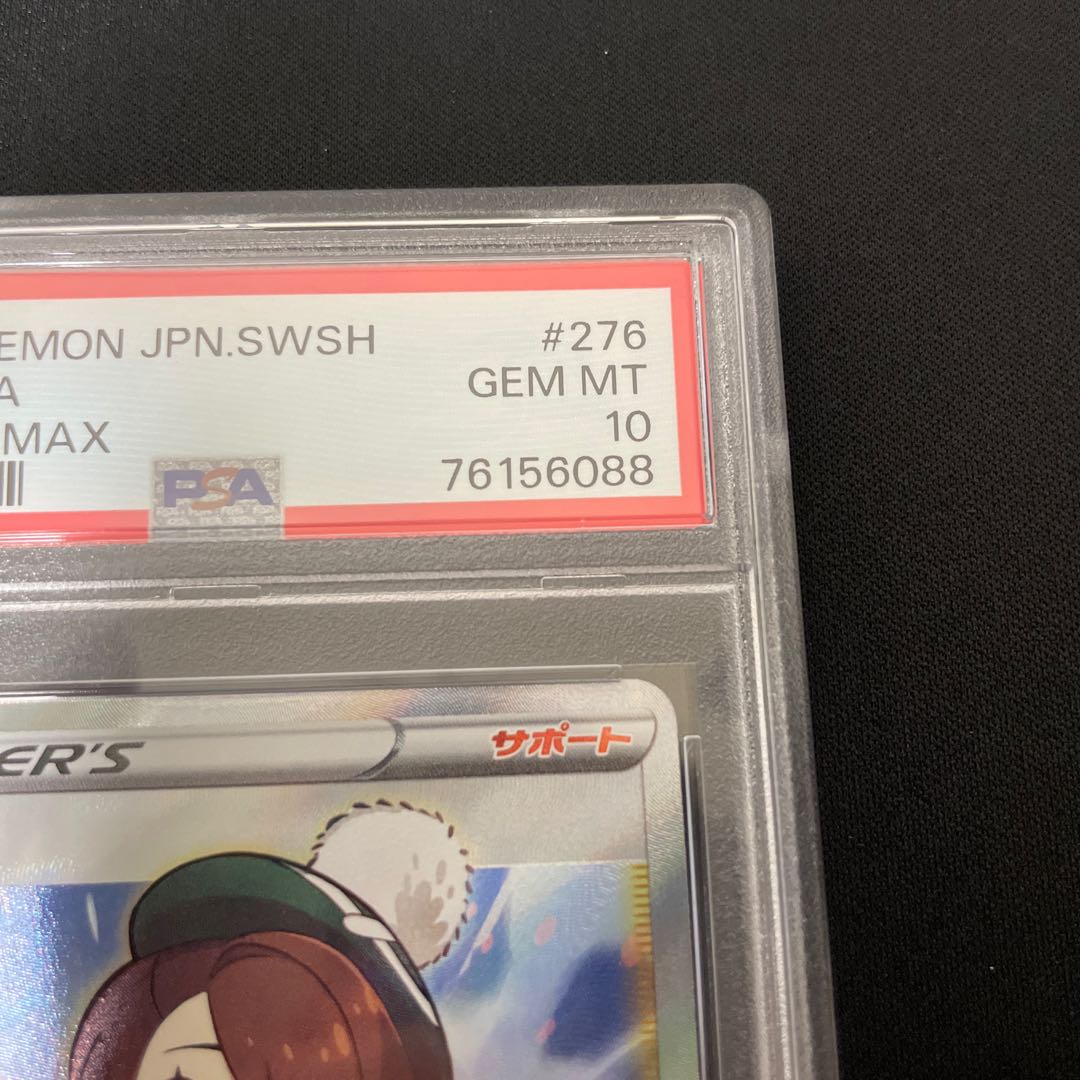 EMON JPN.SWSH #276
A GEM MT
MAX 10
PSA 76156088
ER'S サポート